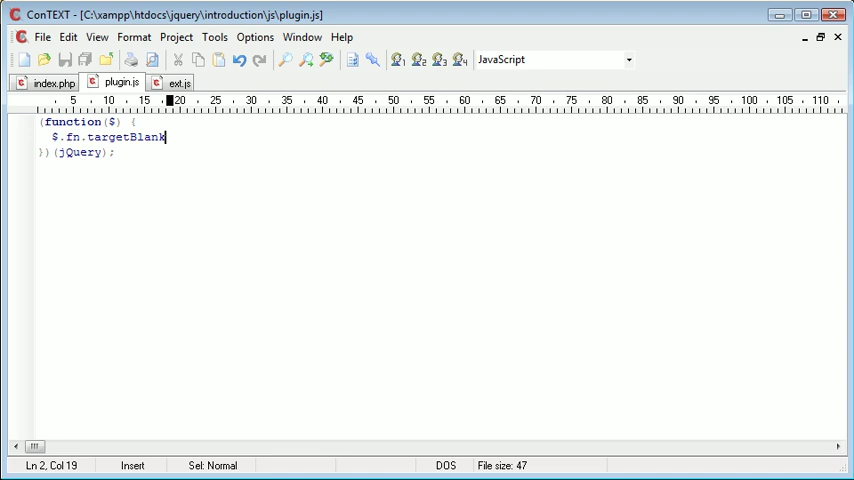 ConTEXT - [C:\xampp\htdocs\jquery\introduction\js\plugin.js]
File Edit View Format Project Tools Options Window Help
JavaScript
index.php plugin.js ext.js
5 10 15 20 25 30 35 40 45 50 55 60 65 70 75 80 85 90 95 100 105 110
(function($) {
$.fn.targetBlank
})(jQuery);
Ln 2, Col 19 Insert Sel: Normal DOS File size: 47